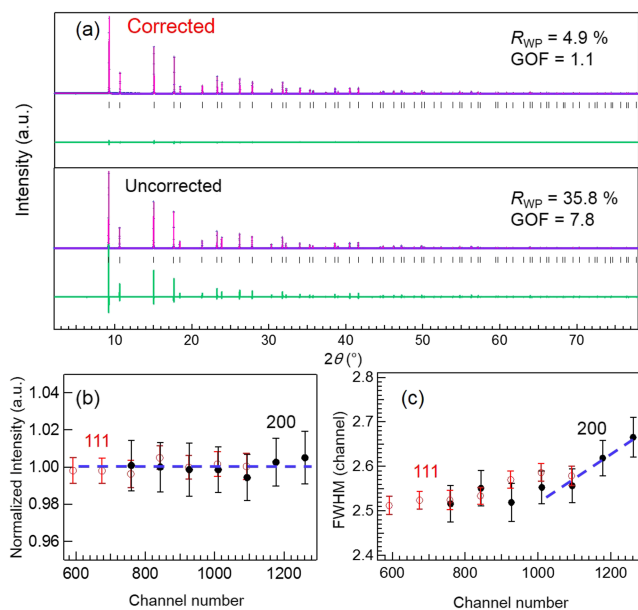 (a)
Corrected
RWP = 4.9 %
GOF = 1.1
Uncorrected
RWP = 35.8 %
GOF = 7.8
Intensity (a.u.)
10 20 30 40 50 60 70
2θ (°)
(b)
111
200
Normalized Intensity (a.u.)
1.04
1.02
1.00
0.98
0.96
600 800 1000 1200
Channel number
(c)
111
200
FWHM (channel)
2.8
2.7
2.6
2.5
2.4
600 800 1000 1200
Channel number